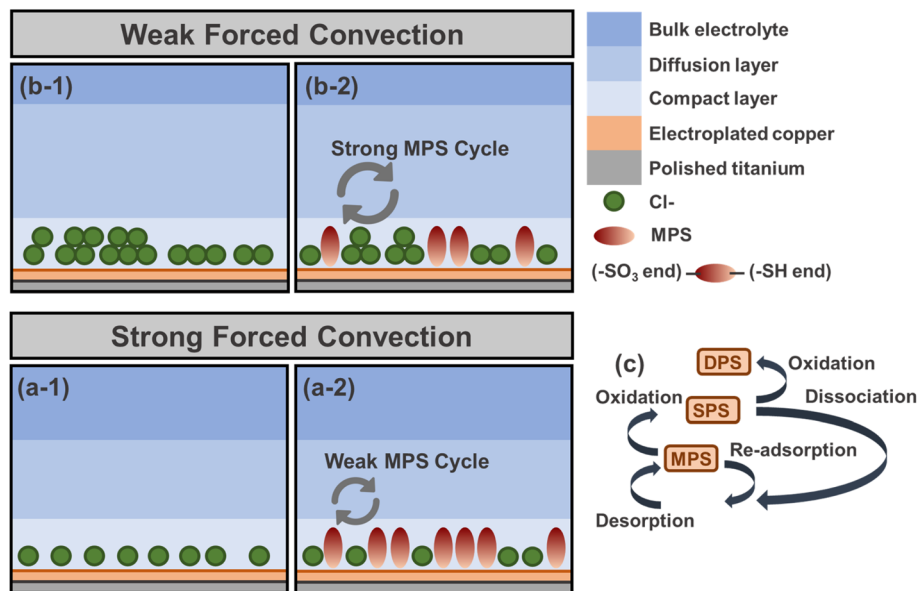 Weak Forced Convection
(b-1)
(b-2)
Strong MPS Cycle
Strong Forced Convection
(a-1)
(a-2)
Weak MPS Cycle
Bulk electrolyte
Diffusion layer
Compact layer
Electroplated copper
Polished titanium
Cl-
MPS
(-SO₃ end) (-SH end)
(c)
DPS
Oxidation
Oxidation
SPS
Dissociation
MPS
Re-adsorption
Desorption